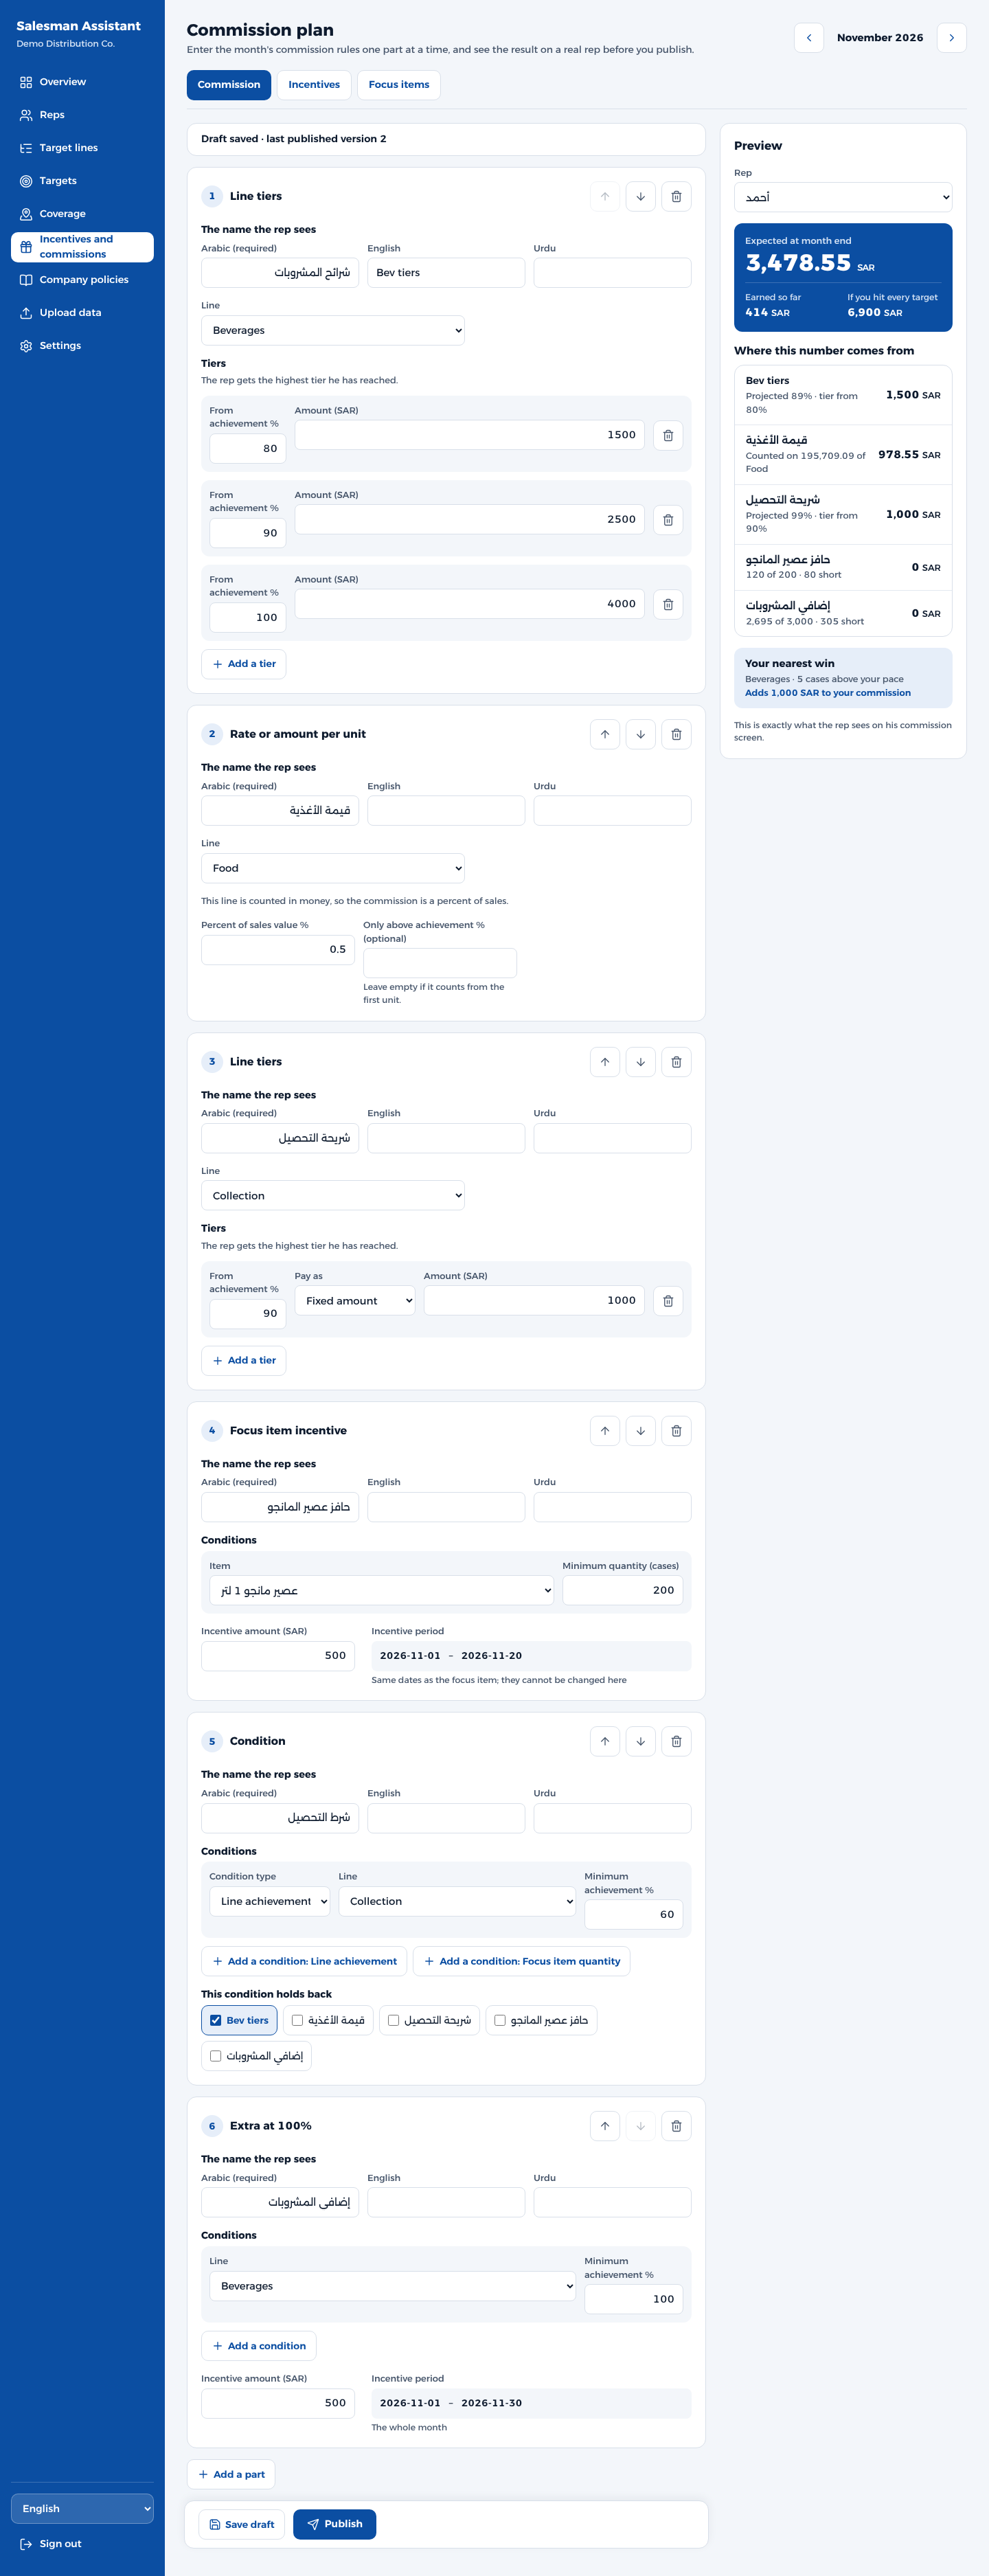 Salesman Assistant
Demo Distribution Co.
Overview
Reps
Target lines
Targets
Coverage
Incentives and
commissions
Company policies
Upload data
Settings
English
Sign out
Commission plan
Enter the month's commission rules one part at a time, and see the result on a real rep before you publish.
November 2026
Commission
Incentives
Focus items
Draft saved · last published version 2
1 Line tiers
The name the rep sees
Arabic (required) English Urdu
شرائح المشروبات Bev tiers
Line
Beverages
Tiers
The rep gets the highest tier he has reached.
From
achievement % Amount (SAR)
80 1500
From
achievement % Amount (SAR)
90 2500
From
achievement % Amount (SAR)
100 4000
Add a tier
2 Rate or amount per unit
The name the rep sees
Arabic (required) English Urdu
قيمة الأغذية
Line
Food
This line is counted in money, so the commission is a percent of sales.
Percent of sales value % Only above achievement %
(optional)
0.5
Leave empty if it counts from the
first unit.
3 Line tiers
The name the rep sees
Arabic (required) English Urdu
شريحة التحصيل
Line
Collection
Tiers
The rep gets the highest tier he has reached.
From
achievement % Pay as Amount (SAR)
90 Fixed amount 1000
Add a tier
4 Focus item incentive
The name the rep sees
Arabic (required) English Urdu
حافز عصير المانجو
Conditions
Item Minimum quantity (cases)
عصير مانجو 1 لتر 200
Incentive amount (SAR) Incentive period
500 2026-11-01 – 2026-11-20
Same dates as the focus item; they cannot be changed here
5 Condition
The name the rep sees
Arabic (required) English Urdu
شرط التحصيل
Conditions
Condition type Line Minimum
achievement %
Line achievement Collection 60
Add a condition: Line achievement Add a condition: Focus item quantity
This condition holds back
Bev tiers قيمة الأغذية شريحة التحصيل حافز عصير المانجو
إضافي المشروبات
6 Extra at 100%
The name the rep sees
Arabic (required) English Urdu
إضافي المشروبات
Conditions
Line Minimum
achievement %
Beverages 100
Add a condition
Incentive amount (SAR) Incentive period
500 2026-11-01 – 2026-11-30
The whole month
Add a part
Save draft Publish
Preview
Rep
أحمد
Expected at month end
3,478.55 SAR
Earned so far If you hit every target
414 SAR 6,900 SAR
Where this number comes from
Bev tiers
Projected 89% · tier from
80%
1,500 SAR
قيمة الأغذية
Counted on 195,709.09 of
Food
978.55 SAR
شريحة التحصيل
Projected 99% · tier from
90%
1,000 SAR
حافز عصير المانجو
120 of 200 · 80 short
0 SAR
إضافي المشروبات
2,695 of 3,000 · 305 short
0 SAR
Your nearest win
Beverages · 5 cases above your pace
Adds 1,000 SAR to your commission
This is exactly what the rep sees on his commission
screen.